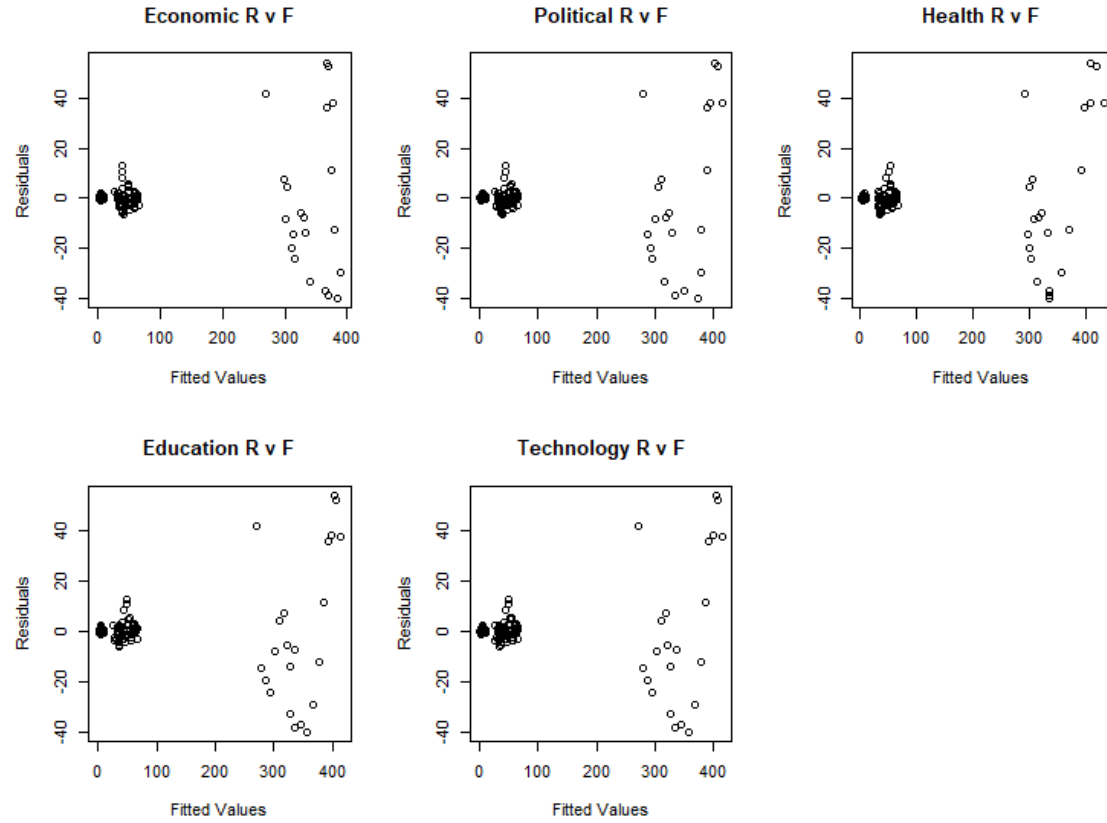 Economic R v F
Political R v F
Health R v F
Residuals
40
20
0
-20
-40
0 100 200 300 400
Fitted Values
Residuals
40
20
0
-20
-40
0 100 200 300 400
Fitted Values
Residuals
40
20
0
-20
-40
0 100 200 300 400
Fitted Values
Education R v F
Technology R v F
Residuals
40
20
0
-20
-40
0 100 200 300 400
Fitted Values
Residuals
40
20
0
-20
-40
0 100 200 300 400
Fitted Values